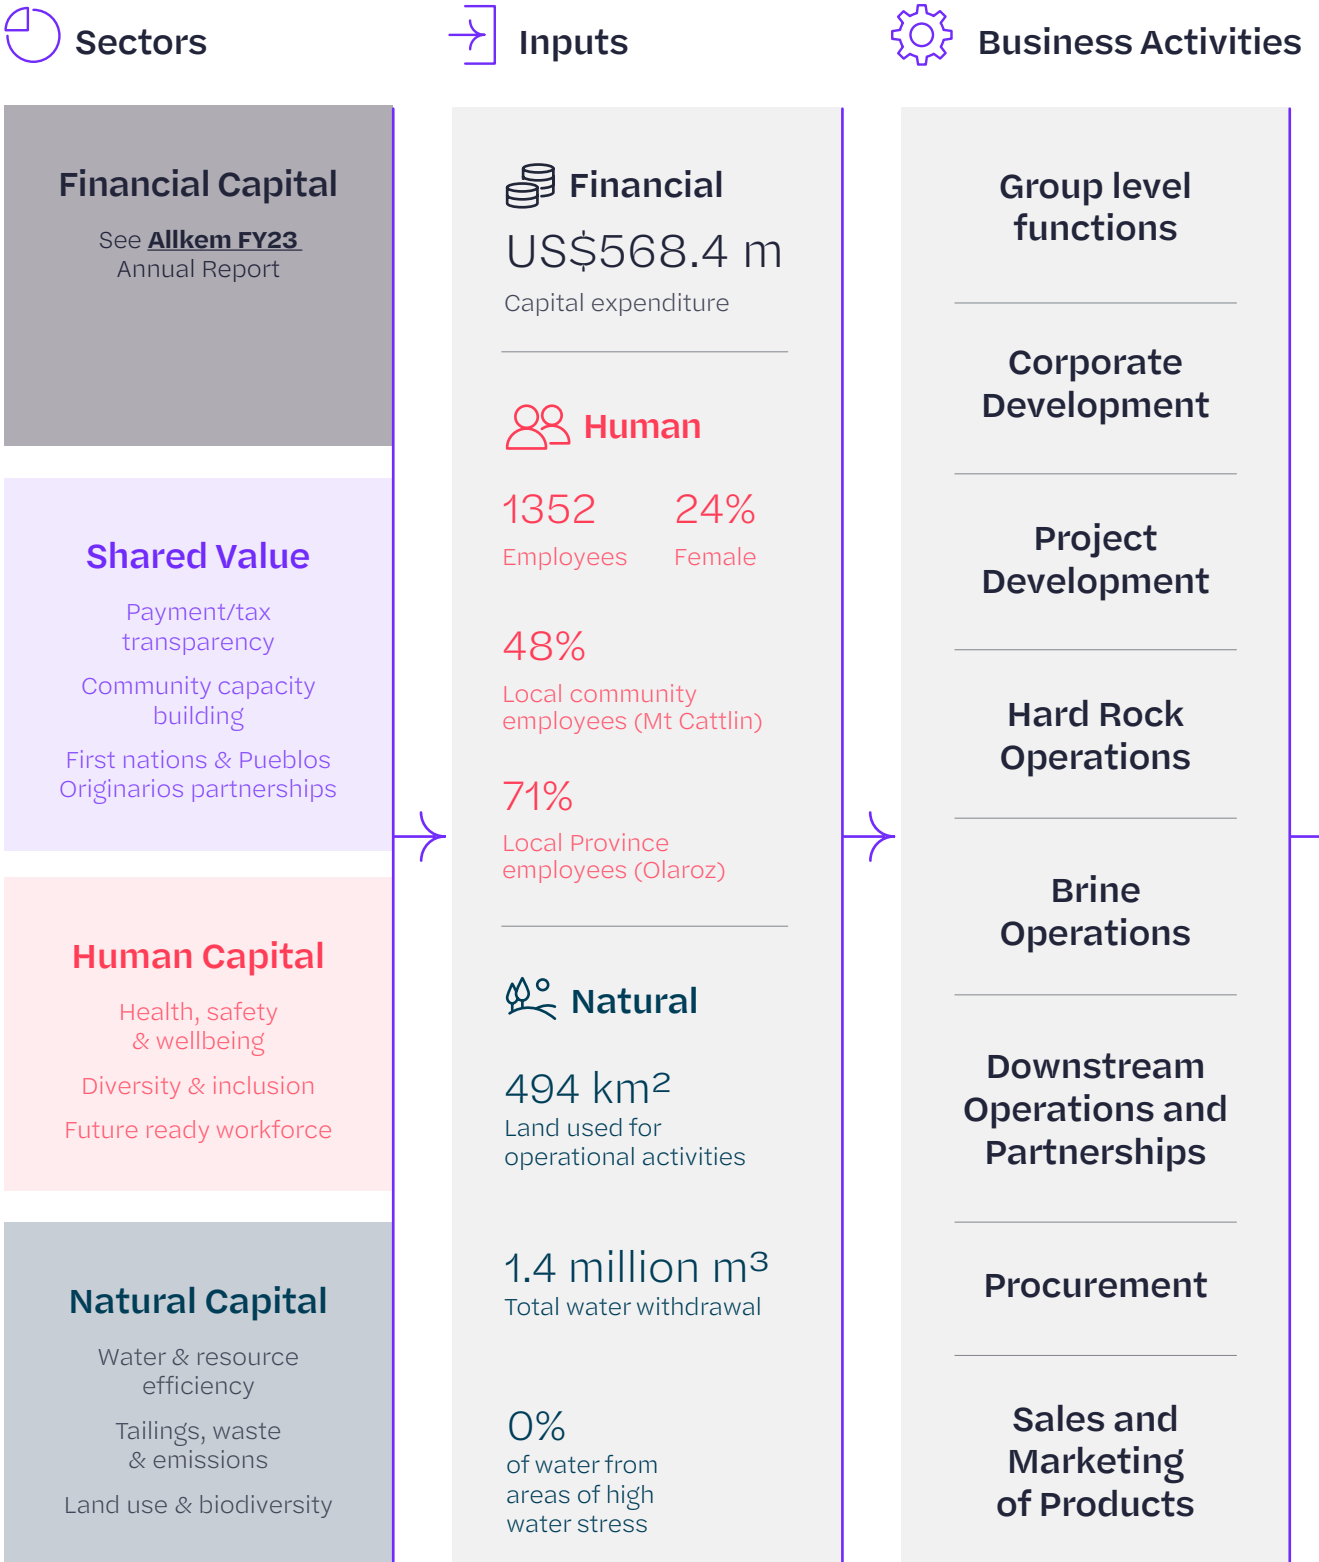 Sectors
Financial Capital
See Allkem FY23
Annual Report
Shared Value
Payment/tax
transparency
Community capacity
building
First nations & Pueblos
Originarios partnerships
Human Capital
Health, safety
& wellbeing
Diversity & inclusion
Future ready workforce
Natural Capital
Water & resource
efficiency
Tailings, waste
& emissions
Land use & biodiversity
Inputs
Financial
US$568.4 m
Capital expenditure
Human
1352 24%
Employees Female
48%
Local community
employees (Mt Cattlin)
71%
Local Province
employees (Olaroz)
Natural
494 km²
Land used for
operational activities
1.4 million m³
Total water withdrawal
0%
of water from
areas of high
water stress
Business Activities
Group level
functions
Corporate
Development
Project
Development
Hard Rock
Operations
Brine
Operations
Downstream
Operations and
Partnerships
Procurement
Sales and
Marketing
of Products